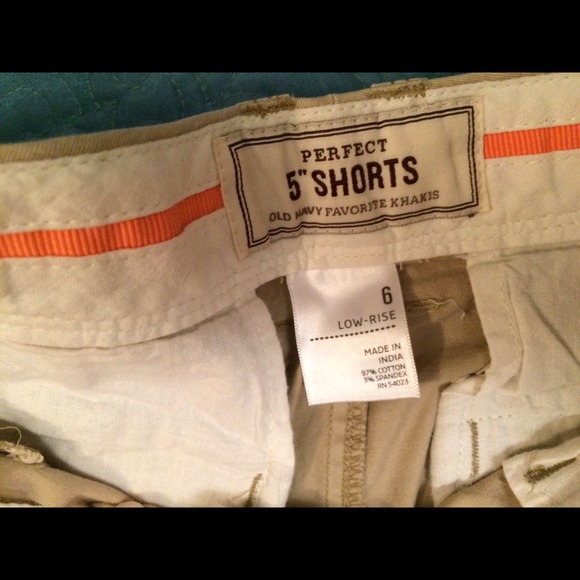 PERFECT
5" SHORTS
OLD NAVY FAVORITE KHAKIS
6
LOW-RISE
MADE IN
INDIA
97% COTTON
3% SPANDEX
RN 54023